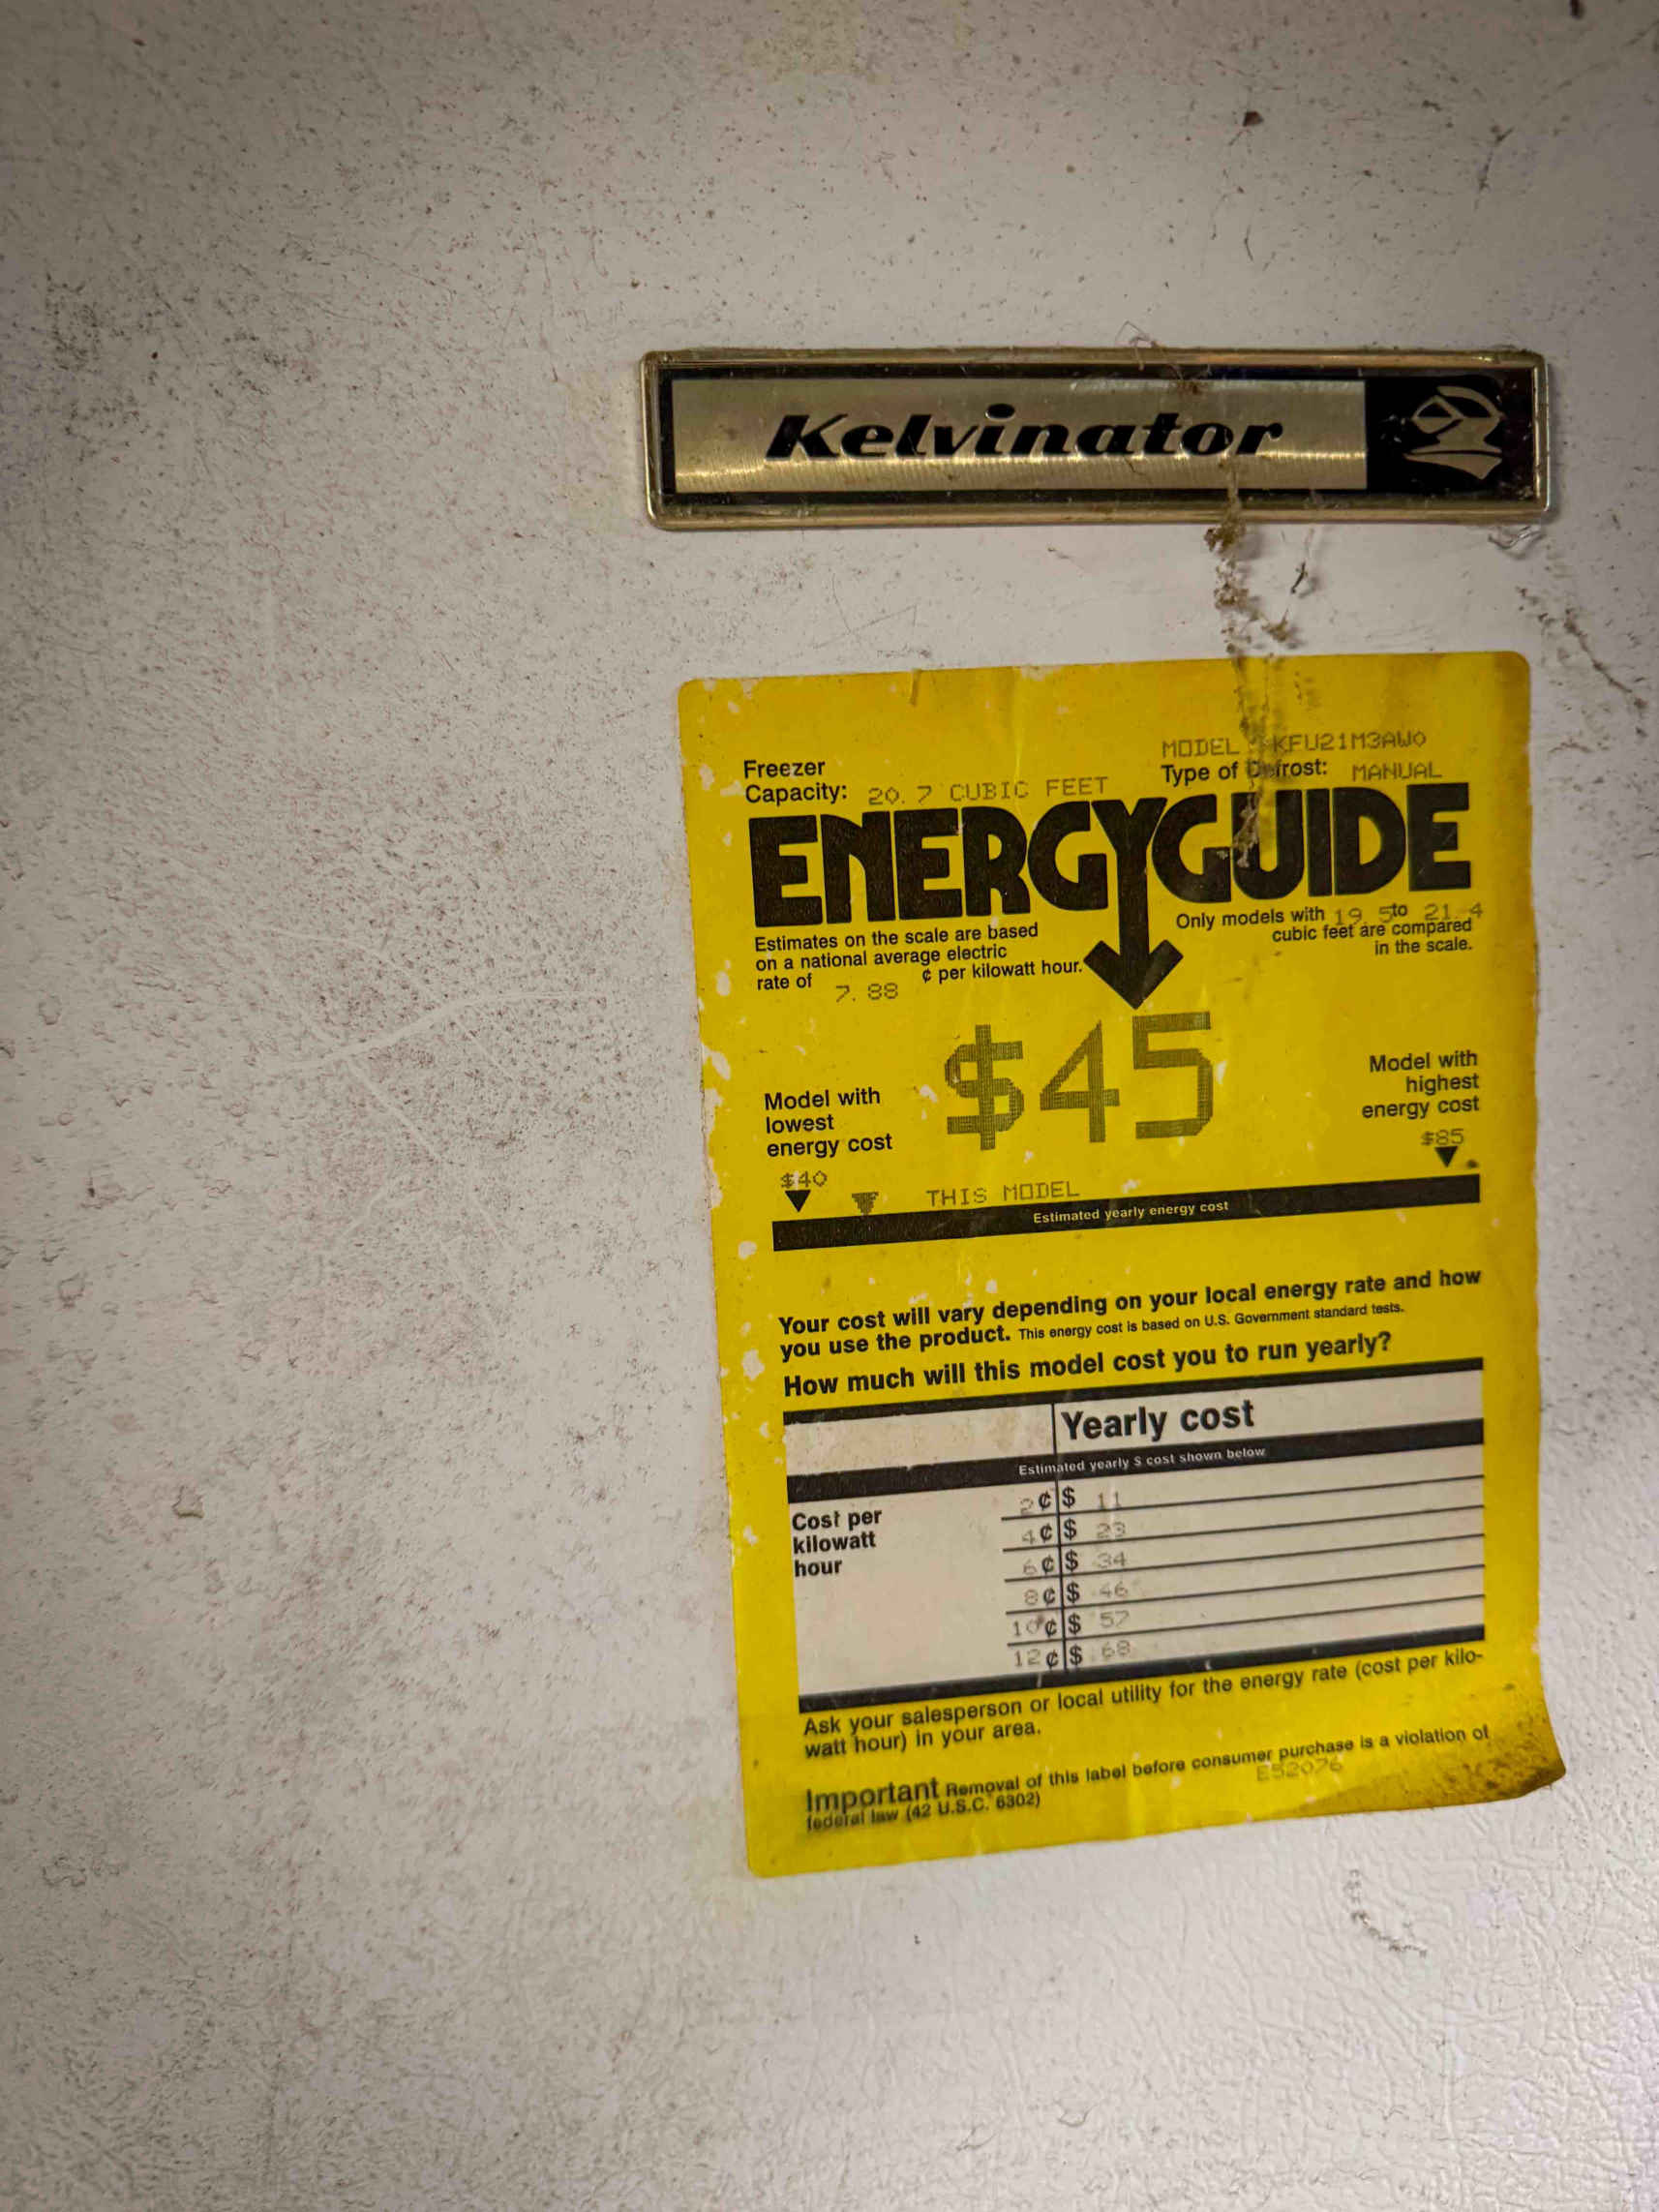 Kelvinator
MODEL KFU21M3AW0
Freezer
Capacity: 20.7 CUBIC FEET
Type of Defrost: MANUAL
ENERGYGUIDE
Estimates on the scale are based
on a national average electric
rate of 7.88 ¢ per kilowatt hour.
Only models with 19.5 to 21.4
cubic feet are compared
in the scale.
$45
Model with
lowest
energy cost
$40
Model with
highest
energy cost
$85
THIS MODEL
Estimated yearly energy cost
Your cost will vary depending on your local energy rate and how
you use the product. This energy cost is based on U.S. Government standard tests.
How much will this model cost you to run yearly?
Yearly cost
Estimated yearly $ cost shown below
Cost per
kilowatt
hour
2¢ $ 11
4¢ $ 23
6¢ $ 34
8¢ $ 46
10¢ $ 57
12¢ $ 68
Ask your salesperson or local utility for the energy rate (cost per kilo-
watt hour) in your area.
Important Removal of this label before consumer purchase is a violation of
federal law (42 U.S.C. 6302)
E52076